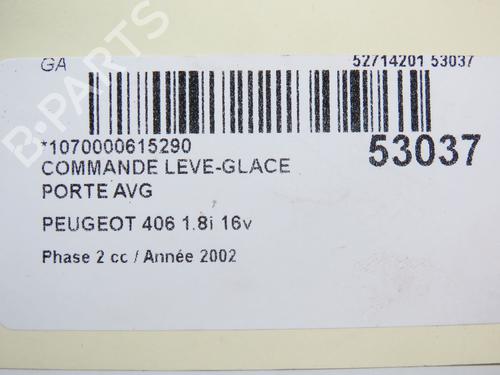 GA
52714201 53037
*1070000615290
53037
COMMANDE LEVE-GLACE
PORTE AVG
PEUGEOT 406 1.8i 16v
Phase 2 cc / Année 2002
B-PARTS